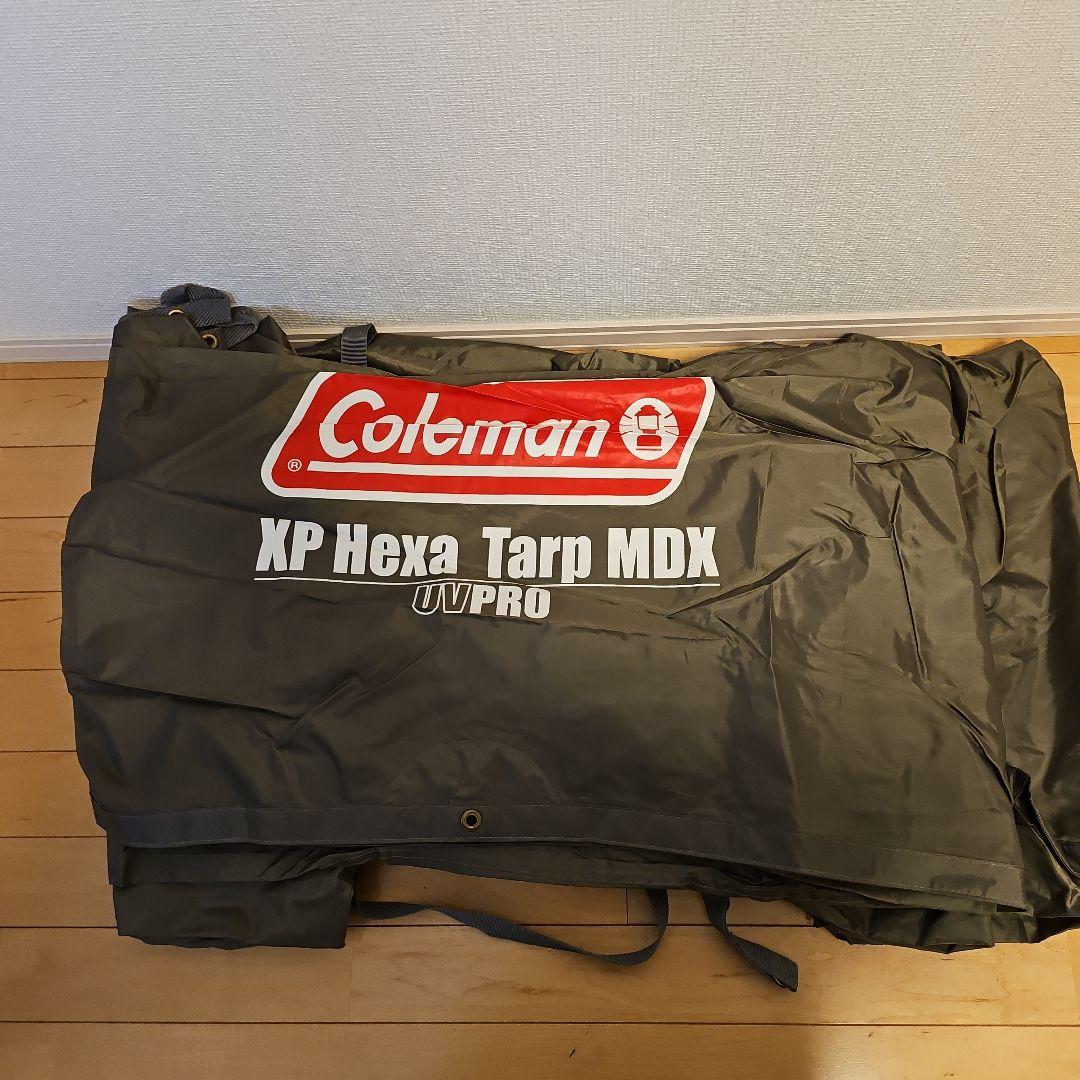 Coleman
®
XP Hexa Tarp MDX
UVPRO